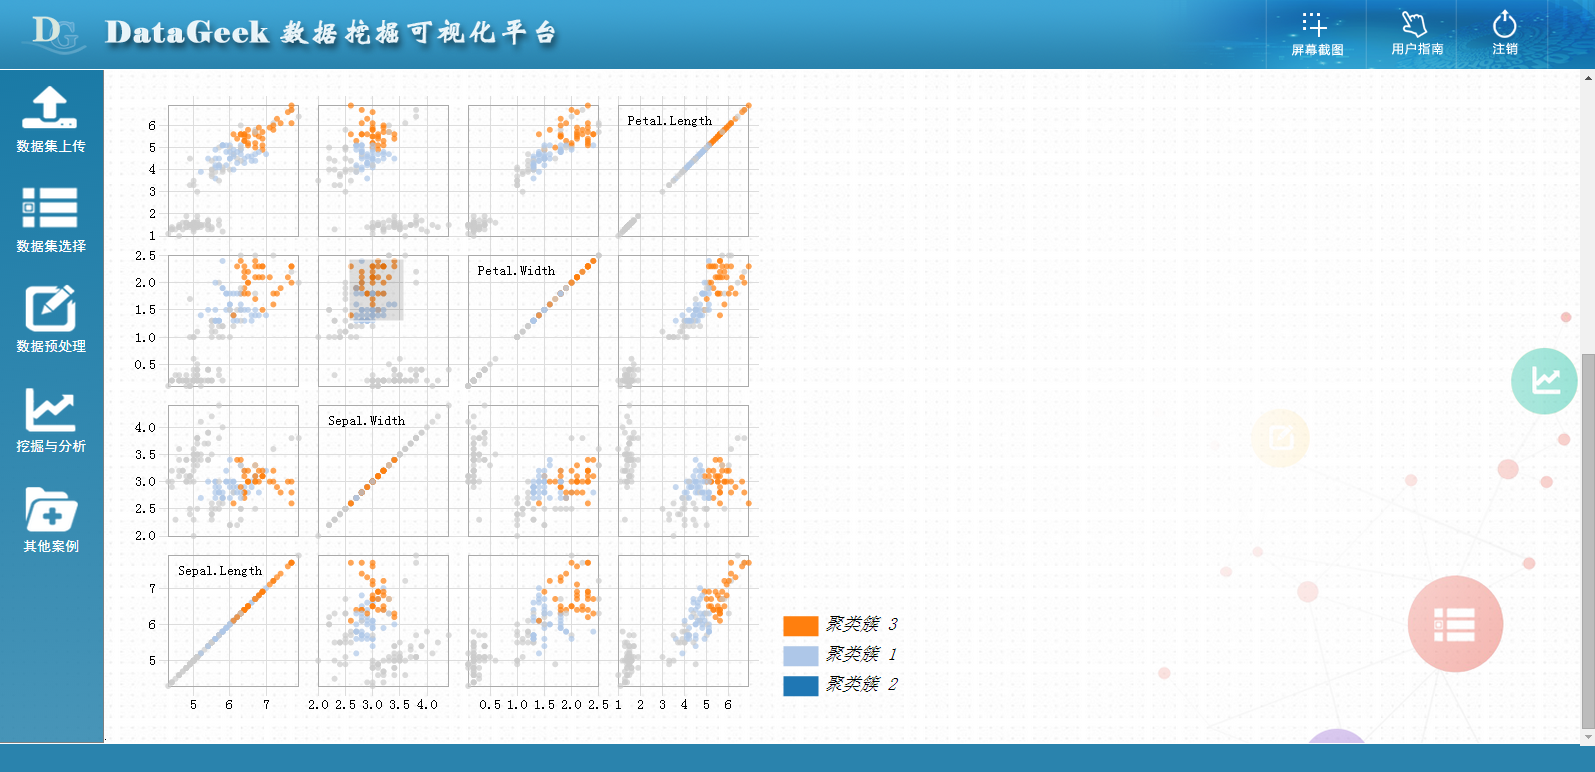 DG DataGeek 数据挖掘可视化平台
屏幕截图
用户指南
注销
数据集上传
数据集选择
数据预处理
挖掘与分析
其他案例
Petal.Length
6
5
4
3
2
1
Petal.Width
2.5
2.0
1.5
1.0
0.5
Sepal.Width
4.0
3.5
3.0
2.5
2.0
Sepal.Length
7
6
5
5 6 7 2.0 2.5 3.0 3.5 4.0 0.5 1.0 1.5 2.0 2.5 1 2 3 4 5 6
聚类簇 3
聚类簇 1
聚类簇 2